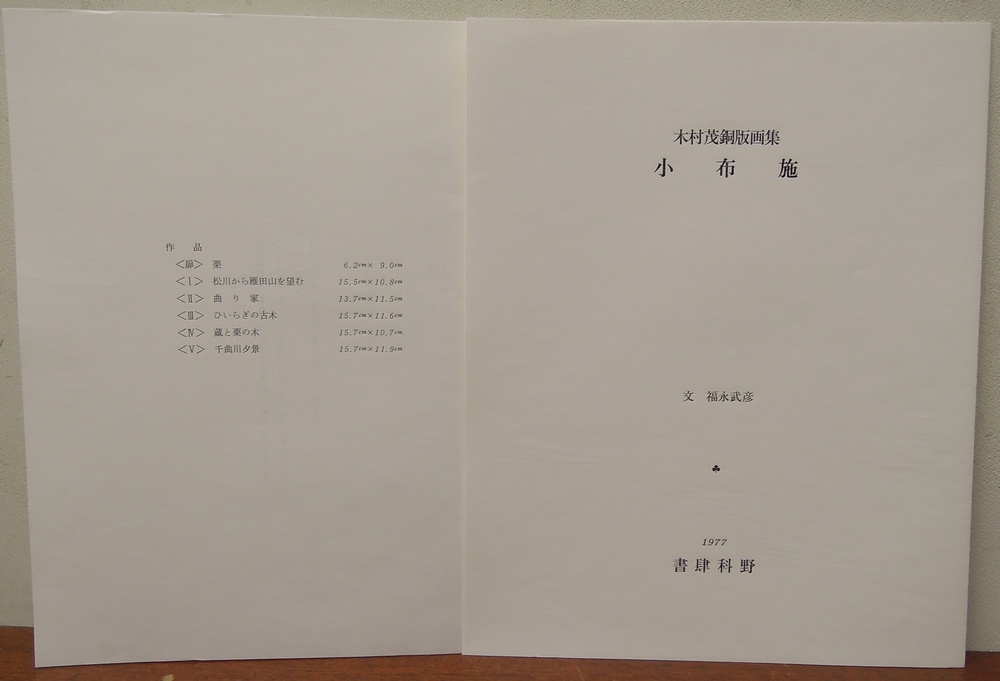 作 品
<扉> 栗 6.2cm× 9.0cm
<Ⅰ> 松川から雁田山を望む 15.5cm×10.8cm
<Ⅱ> 曲り家 13.7cm×11.5cm
<Ⅲ> ひいらぎの古木 15.7cm×11.6cm
<Ⅳ> 蔵と栗の木 15.7cm×10.7cm
<Ⅴ> 千曲川夕景 15.7cm×11.9cm
木村茂銅版画集
小布施
文 福永武彦
♣
1977
書肆科野